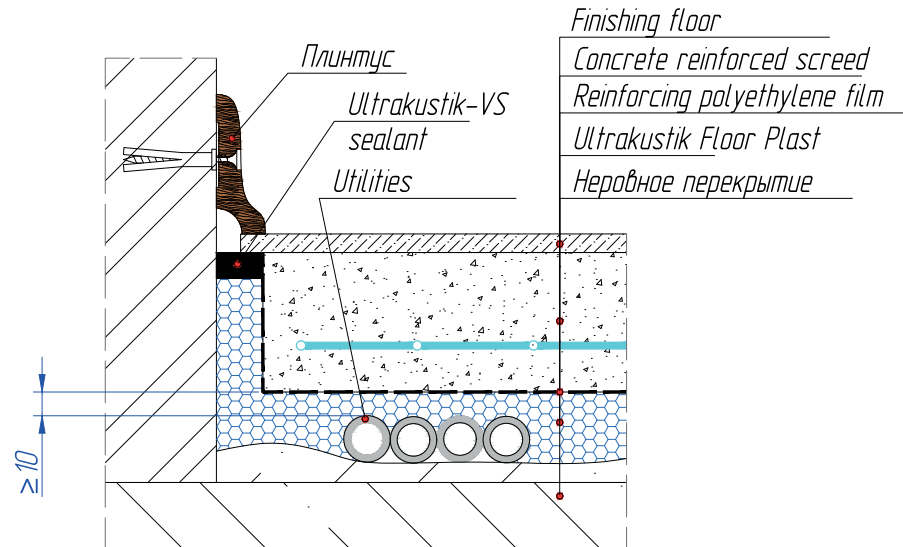 Finishing floor
Concrete reinforced screed
Reinforcing polyethylene film
Ultrakustik Floor Plast
Неровное перекрытие
Плинтус
Ultrakustik-VS
sealant
Utilities
≥10